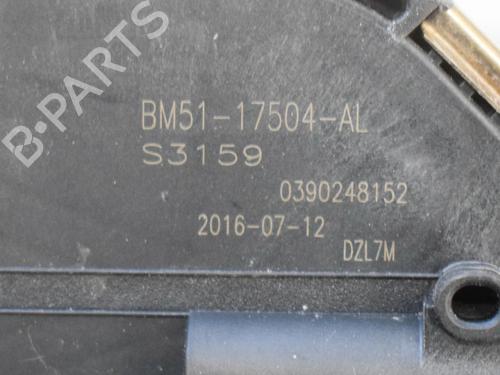 B-PARTS
BM51-17504-AL
S3159
0390248152
2016-07-12
DZL7M